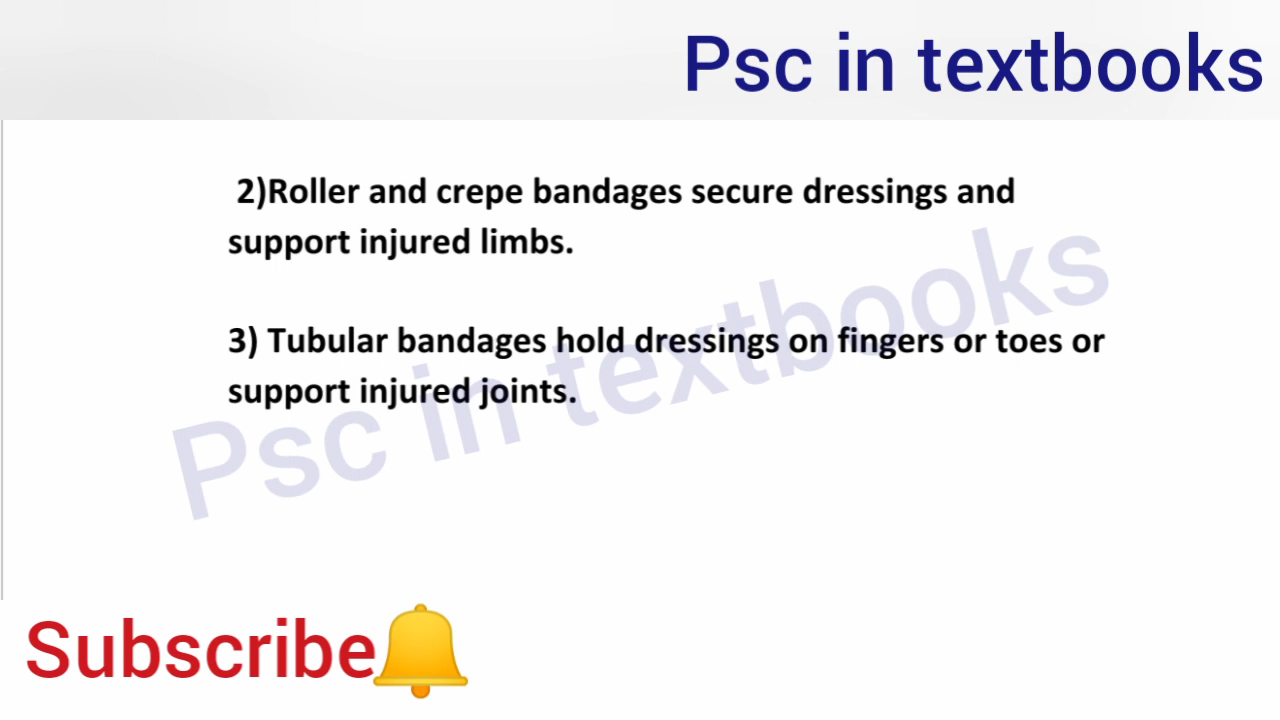 Psc in textbooks
2)Roller and crepe bandages secure dressings and
support injured limbs.
3) Tubular bandages hold dressings on fingers or toes or
support injured joints.
Psc in textbooks
Subscribe